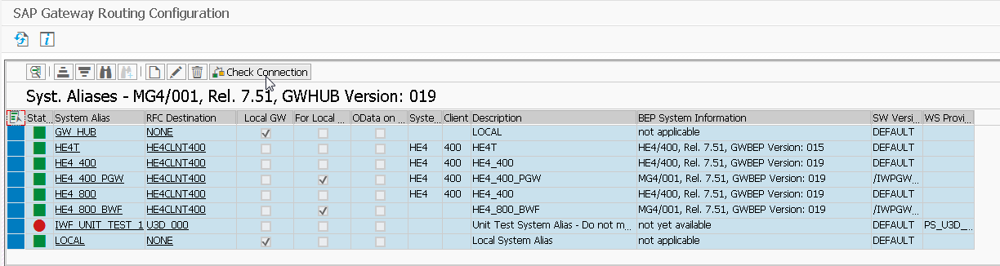 SAP Gateway Routing Configuration
Check Connection
Syst. Aliases - MG4/001, Rel. 7.51, GWHUB Version: 019
Stat... System Alias RFC Destination Local GW For Local ... OData on ... Syste... Client Description BEP System Information SW Versi... WS Provi...
GW_HUB NONE LOCAL not applicable DEFAULT
HE4T HE4CLNT400 HE4 400 HE4T HE4/400, Rel. 7.51, GWBEP Version: 015 DEFAULT
HE4_400 HE4CLNT400 HE4 400 HE4_400 HE4/400, Rel. 7.51, GWBEP Version: 019 DEFAULT
HE4_400_PGW HE4CLNT400 HE4_400_PGW MG4/001, Rel. 7.51, GWBEP Version: 019 /IWPGW...
HE4_800 HE4CLNT400 HE4 400 HE4_400 HE4/400, Rel. 7.51, GWBEP Version: 019 DEFAULT
HE4_800_BWF HE4CLNT400 HE4_800_BWF MG4/001, Rel. 7.51, GWBEP Version: 019 /IWPGW...
IWF_UNIT_TEST_1 U3D_000 Unit Test System Alias - Do not m... not yet available DEFAULT PS_U3D_...
LOCAL NONE Local System Alias not applicable DEFAULT